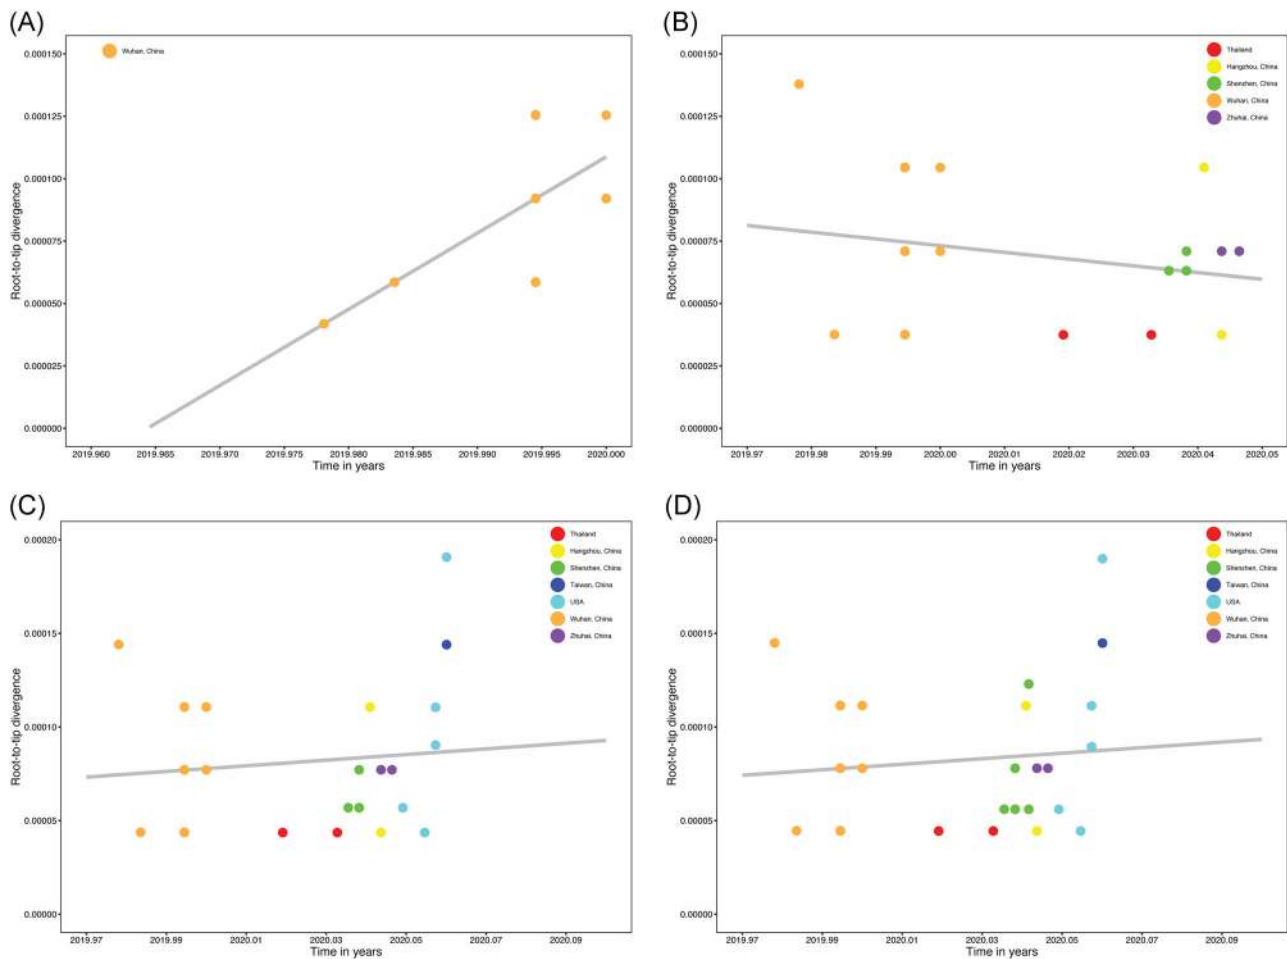 (A)
Wuhan, China
0.000150
0.000125
0.000100
0.000075
0.000050
0.000025
0.000000
Root-to-tip divergence
2019.960 2019.965 2019.970 2019.975 2019.980 2019.985 2019.990 2019.995 2020.000
Time in years
(B)
Thailand
Hangzhou, China
Shenzhen, China
Wuhan, China
Zhuhai, China
0.000150
0.000125
0.000100
0.000075
0.000050
0.000025
0.000000
Root-to-tip divergence
2019.97 2019.98 2019.99 2020.00 2020.01 2020.02 2020.03 2020.04 2020.05
Time in years
(C)
Thailand
Hangzhou, China
Shenzhen, China
Taiwan, China
USA
Wuhan, China
Zhuhai, China
0.00020
0.00015
0.00010
0.00005
0.00000
Root-to-tip divergence
2019.97 2019.99 2020.01 2020.03 2020.05 2020.07 2020.09
Time in years
(D)
Thailand
Hangzhou, China
Shenzhen, China
Taiwan, China
USA
Wuhan, China
Zhuhai, China
0.00020
0.00015
0.00010
0.00005
0.00000
Root-to-tip divergence
2019.97 2019.99 2020.01 2020.03 2020.05 2020.07 2020.09
Time in years